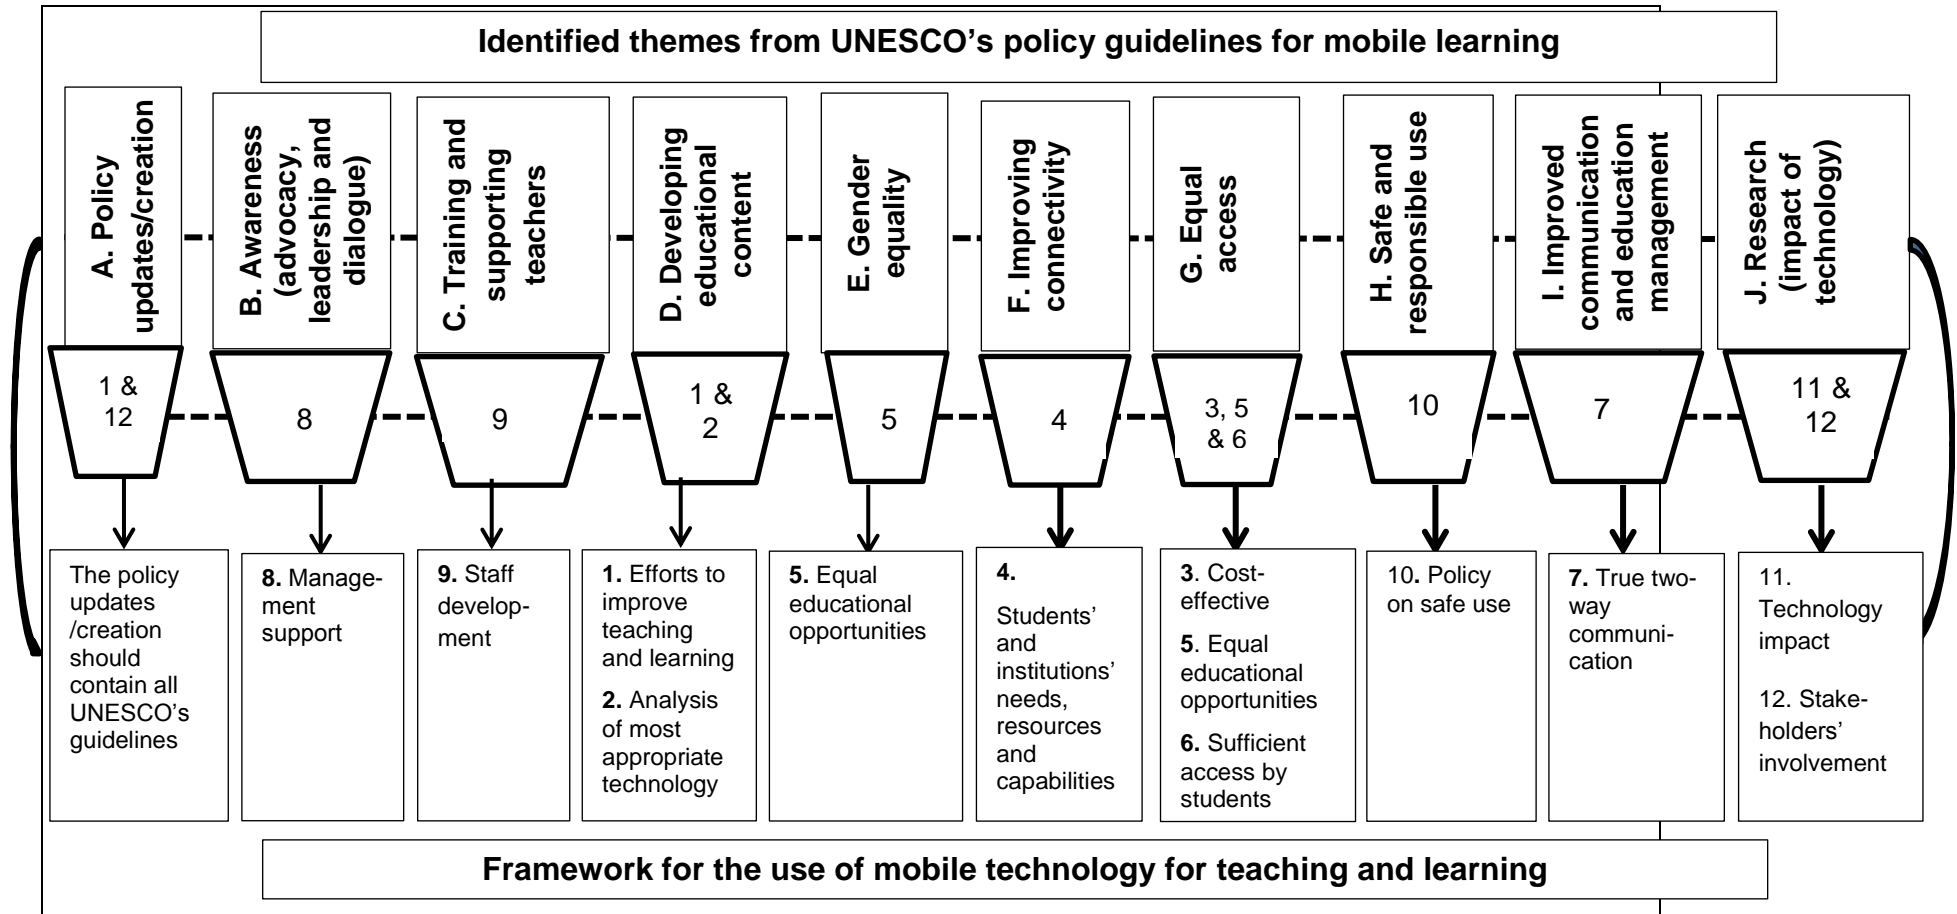 Identified themes from UNESCO’s policy guidelines for mobile learning
A. Policy
updates/creation
B. Awareness
(advocacy,
leadership and
dialogue)
C. Training and
supporting
teachers
D. Developing
educational
content
E. Gender
equality
F. Improving
connectivity
G. Equal
access
H. Safe and
responsible use
I. Improved
communication
and education
management
J. Research
(impact of
technology)
1 &
12
8
9
1 &
2
5
4
3, 5
& 6
10
7
11 &
12
The policy
updates
/creation
should
contain all
UNESCO’s
guidelines
8. Manage-
ment
support
9. Staff
develop-
ment
1. Efforts to
improve
teaching
and learning
2. Analysis
of most
appropriate
technology
5. Equal
educational
opportunities
4.
Students’
and
institutions’
needs,
resources
and
capabilities
3. Cost-
effective
5. Equal
educational
opportunities
6. Sufficient
access by
students
10. Policy
on safe use
7. True two-
way
communi-
cation
11.
Technology
impact
12. Stake-
holders’
involvement
Framework for the use of mobile technology for teaching and learning